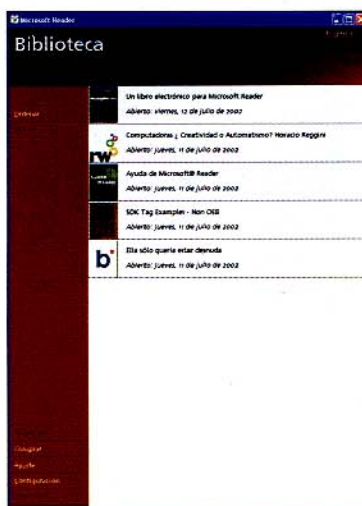 Microsoft Reader
Biblioteca
Ordenar
Un libro electrónico para Microsoft Reader
Abierto: viernes, 12 de julio de 2002
Computadoras ¿ Creatividad o Automatismo? Horacio Reggini
rw
Abierto: jueves, 11 de julio de 2002
Ayuda de Microsoft® Reader
Abierto: jueves, 11 de julio de 2002
SDK Tag Examples - Non OEB
Abierto: jueves, 11 de julio de 2002
Ella sólo quería estar desnuda
b
Abierto: jueves, 11 de julio de 2002
Comprar
Ayuda
Configuración